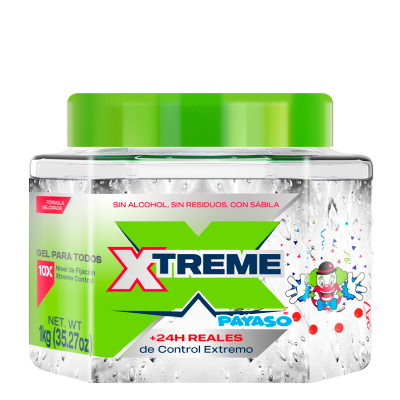 FÓRMULA
MEJORADA
SIN ALCOHOL, SIN RESIDUOS, CON SÁBILA
GEL PARA TODOS
10X
Nivel de Fijación
Xtreme Control
XTREME
PAYASO
NET. WT
1kg (35.27oz)
+24H REALES
de Control Extremo